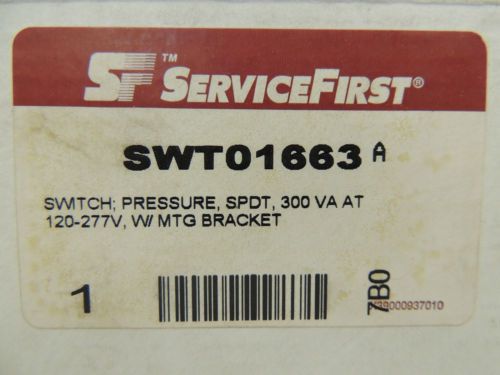 SF™ SERVICEFIRST®
SWT01663 A
SWITCH; PRESSURE, SPDT, 300 VA AT
120-277V, W/ MTG BRACKET
1
7B0